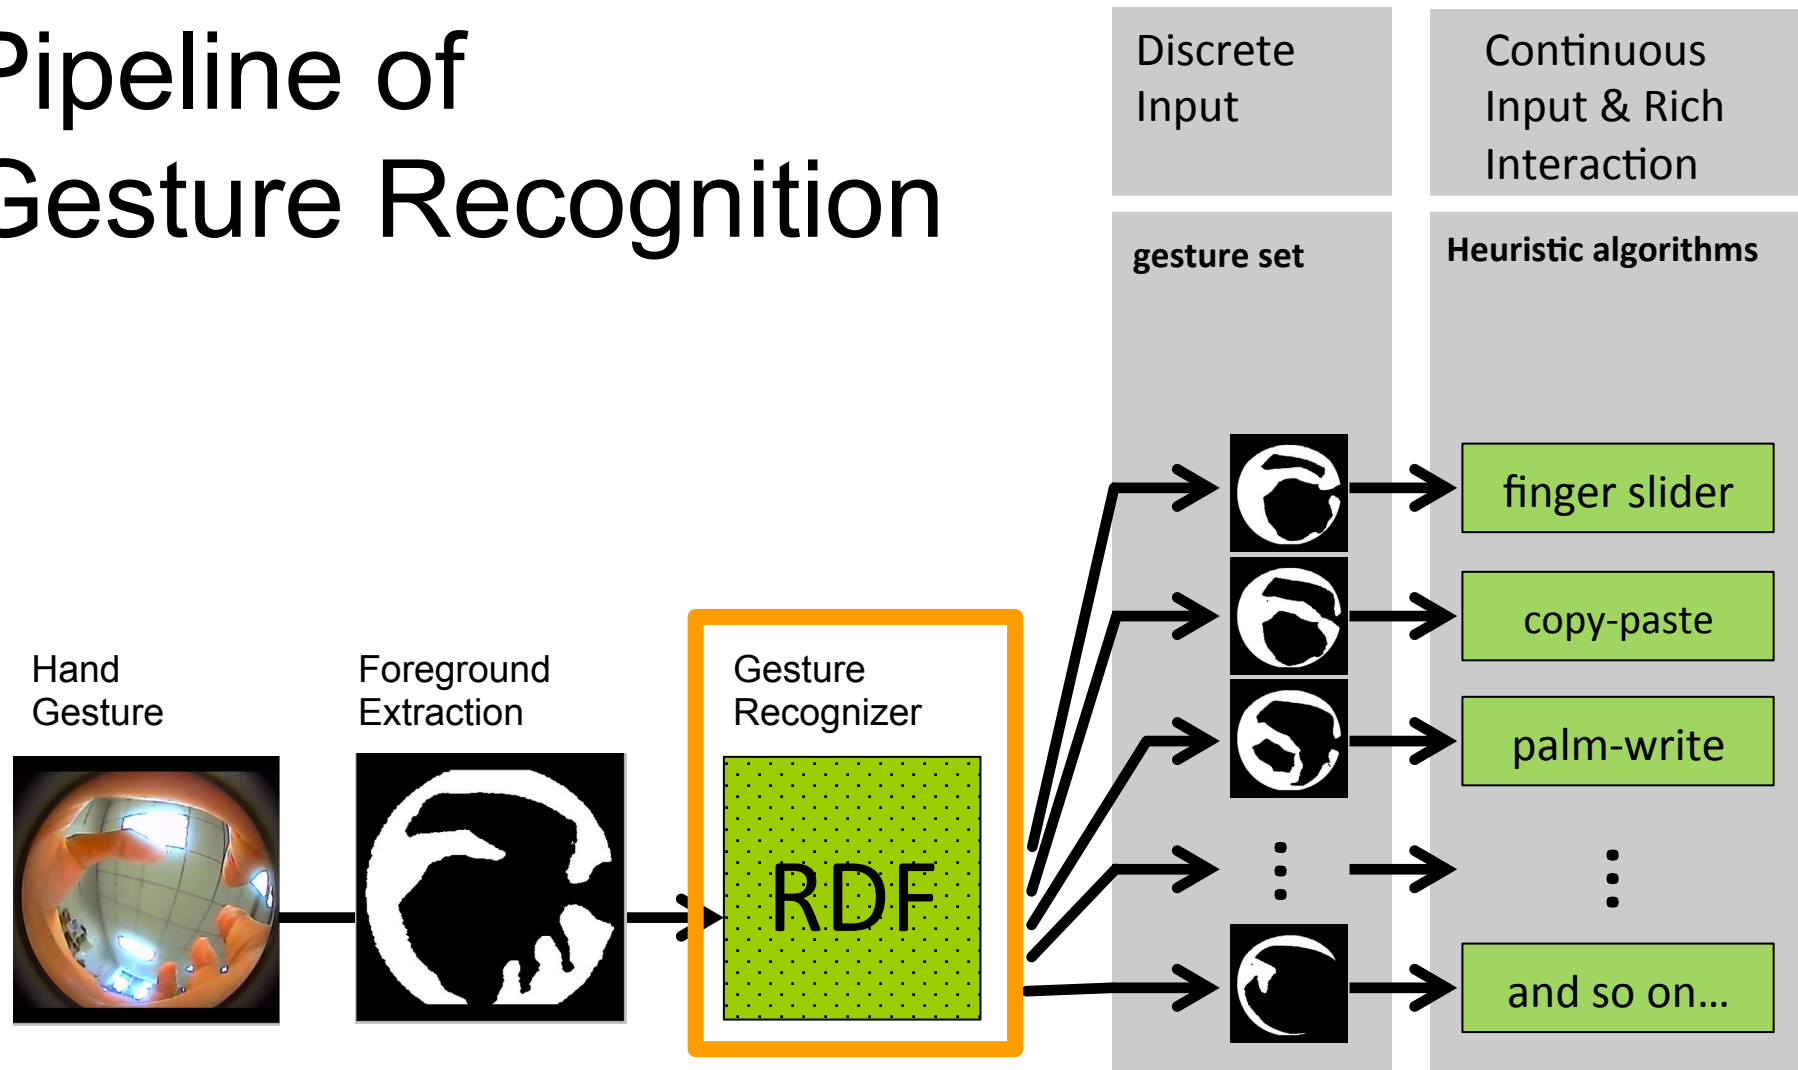 Pipeline of
Gesture Recognition
Discrete
Input
Continuous
Input & Rich
Interaction
gesture set
Heuristic algorithms
Hand
Gesture
Foreground
Extraction
Gesture
Recognizer
RDF
finger slider
copy-paste
palm-write
and so on...